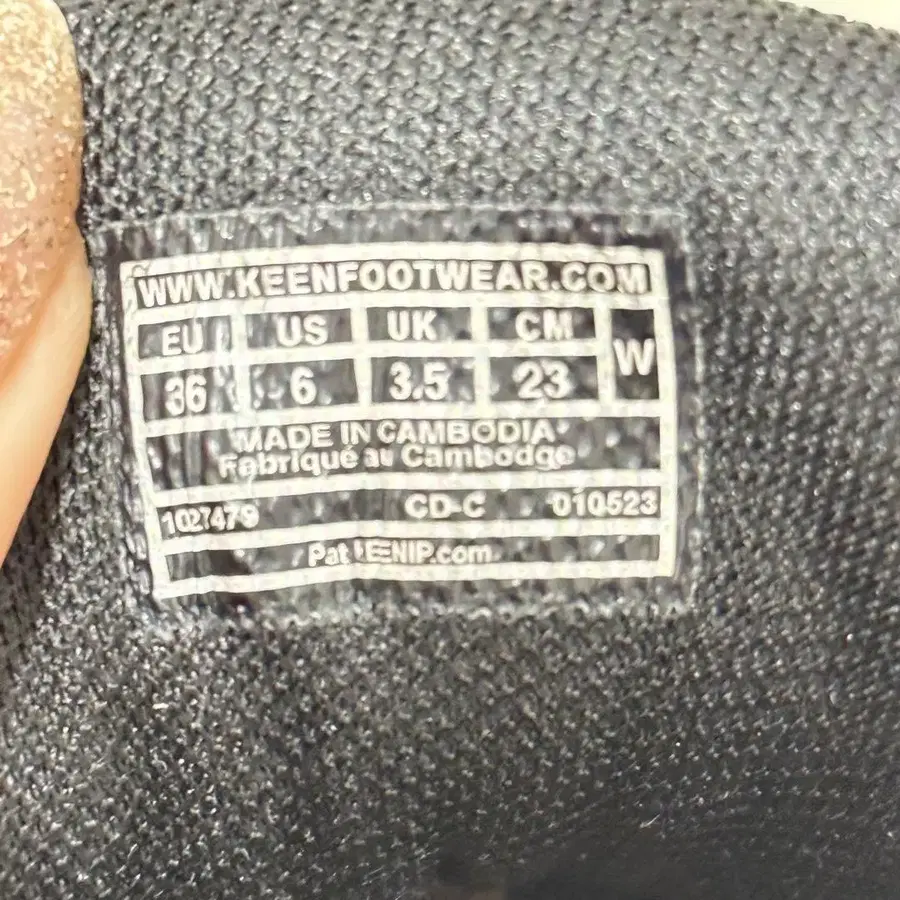 WWW.KEENFOOTWEAR.COM
EU US UK CM W
36 6 3.5 23
MADE IN CAMBODIA
Fabriqué au Cambodge
1027479 CD-C 010523
Pat KEENIP.com